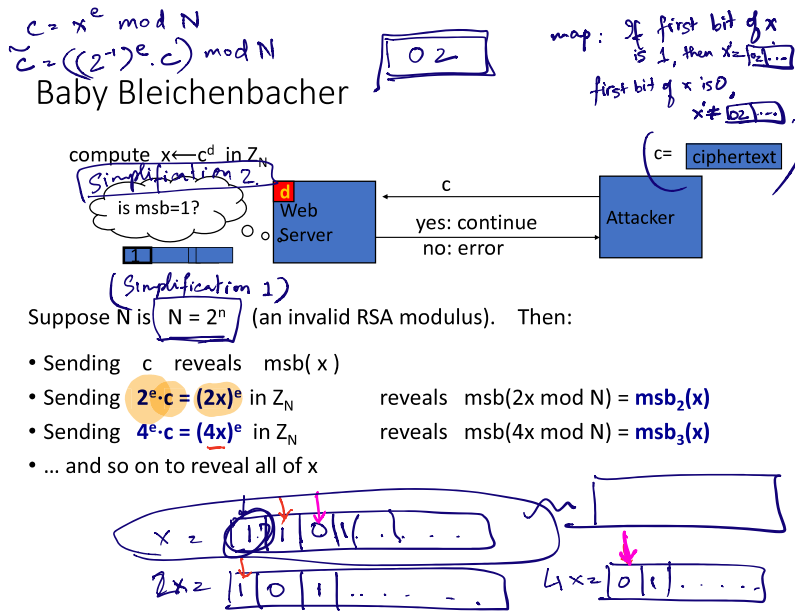 c = x^e mod N
c̃ = ((2⁻¹)^e · c) mod N
02
map: If first bit of x
is 1, then x' = 02 ...
first bit of x is 0,
x' ≠ 02 ...
Baby Bleichenbacher
compute x⟵c^d in Z_N
Simplification 2.
is msb=1?
1
d
Web
Server
c
yes: continue
no: error
c= ciphertext
Attacker
(Simplification 1)
Suppose N is N = 2^n (an invalid RSA modulus). Then:
• Sending c reveals msb( x )
• Sending 2^e·c = (2x)^e in Z_N reveals msb(2x mod N) = msb₂(x)
• Sending 4^e·c = (4x)^e in Z_N reveals msb(4x mod N) = msb₃(x)
• … and so on to reveal all of x
x = 1 1 0 1 . . . . .
2x = 1 0 1 . . . . . .
4x = 0 1 . . . . .